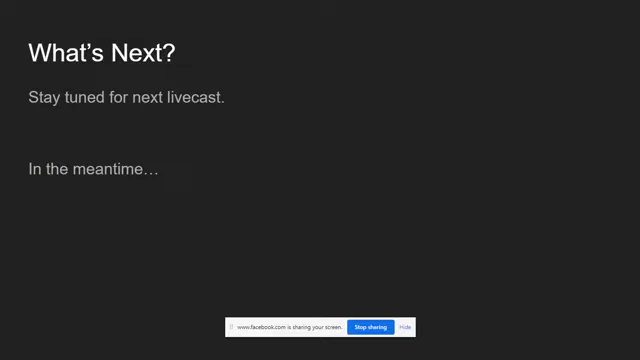 What’s Next?
Stay tuned for next livecast.
In the meantime…
www.facebook.com is sharing your screen. Stop sharing Hide